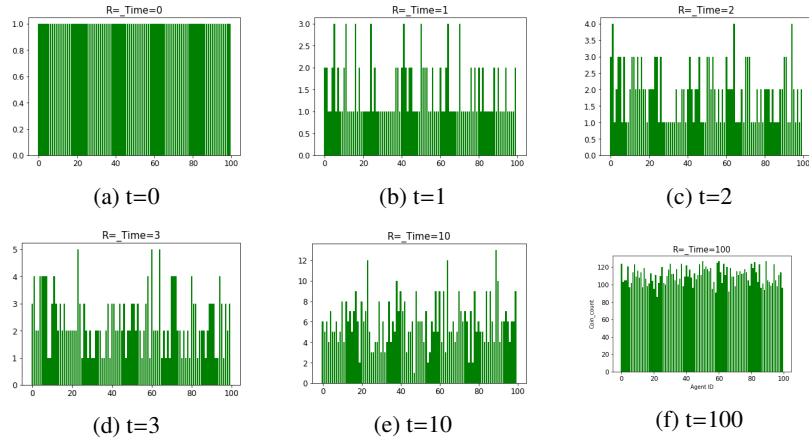 R=_Time=0
1.0
0.8
0.6
0.4
0.2
0.0
0 20 40 60 80 100
(a) t=0
R=_Time=1
3.0
2.5
2.0
1.5
1.0
0.5
0.0
0 20 40 60 80 100
(b) t=1
R=_Time=2
4.0
3.5
3.0
2.5
2.0
1.5
1.0
0.5
0.0
0 20 40 60 80 100
(c) t=2
R=_Time=3
5
4
3
2
1
0
0 20 40 60 80 100
(d) t=3
R=_Time=10
12
10
8
6
4
2
0
0 20 40 60 80 100
(e) t=10
R=_Time=100
Coin_count
120
100
80
60
40
20
0
0 20 40 60 80 100
Agent ID
(f) t=100